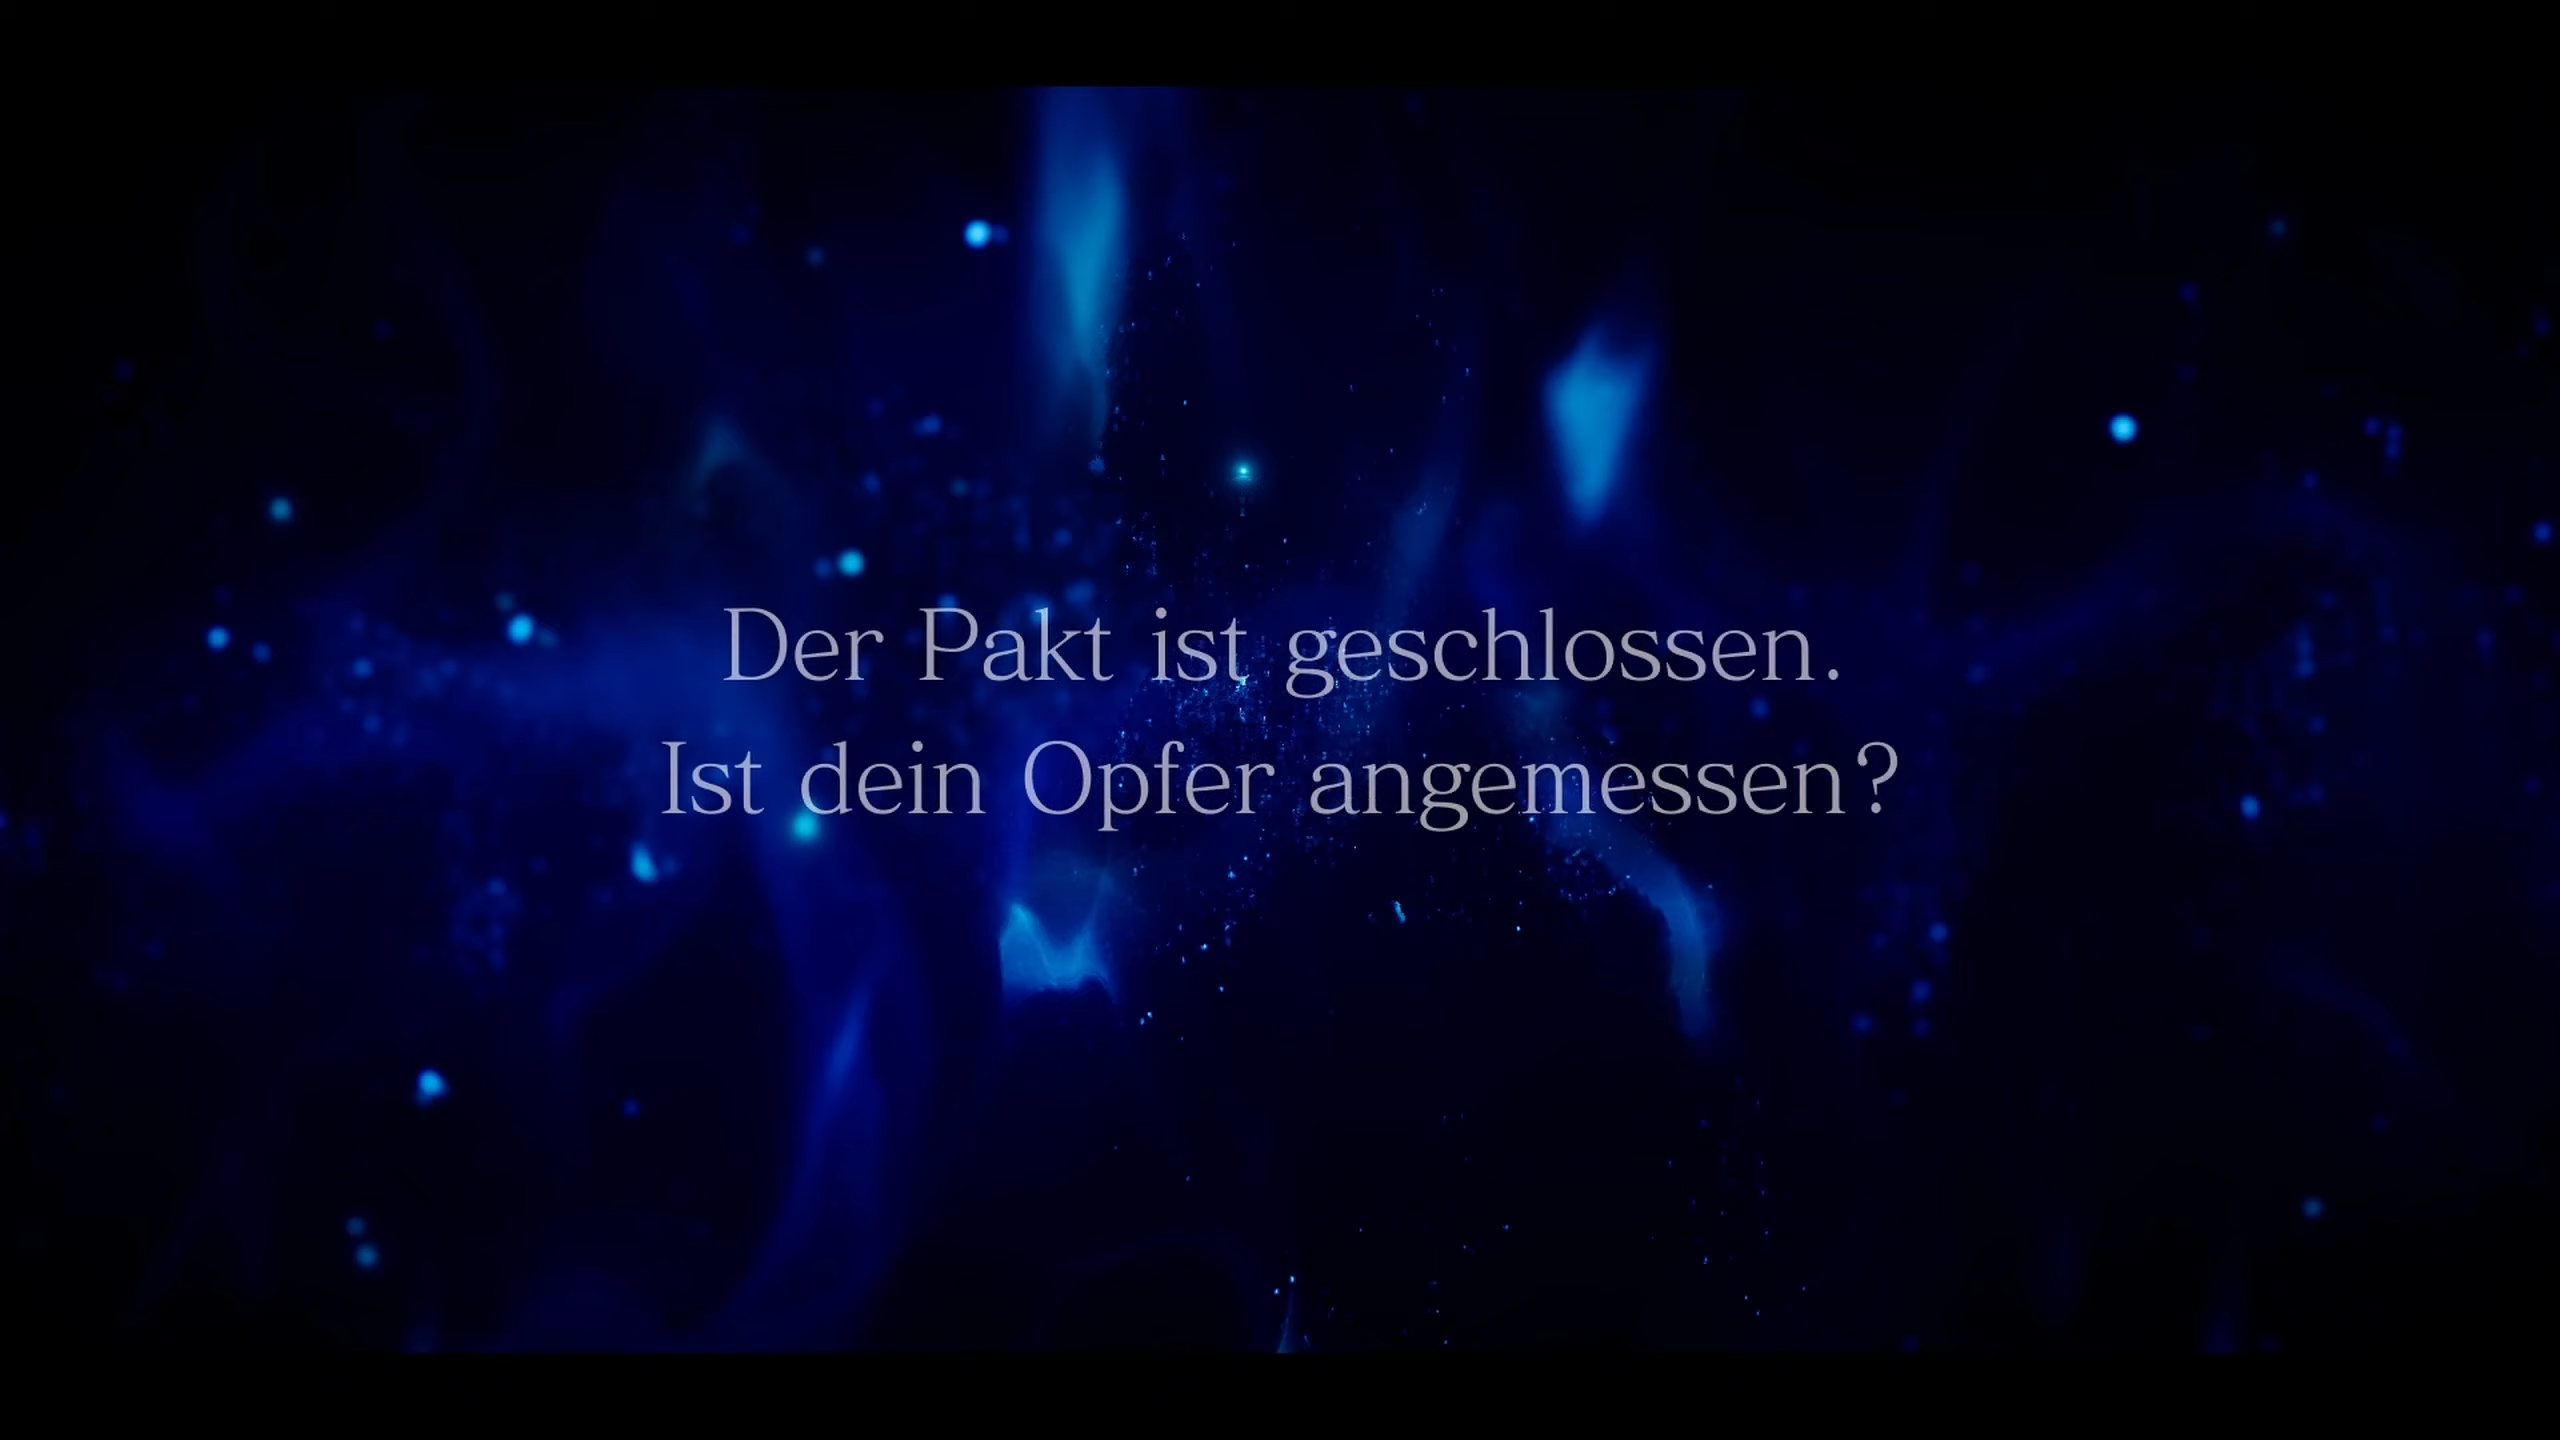 Der Pakt ist geschlossen.
Ist dein Opfer angemessen?